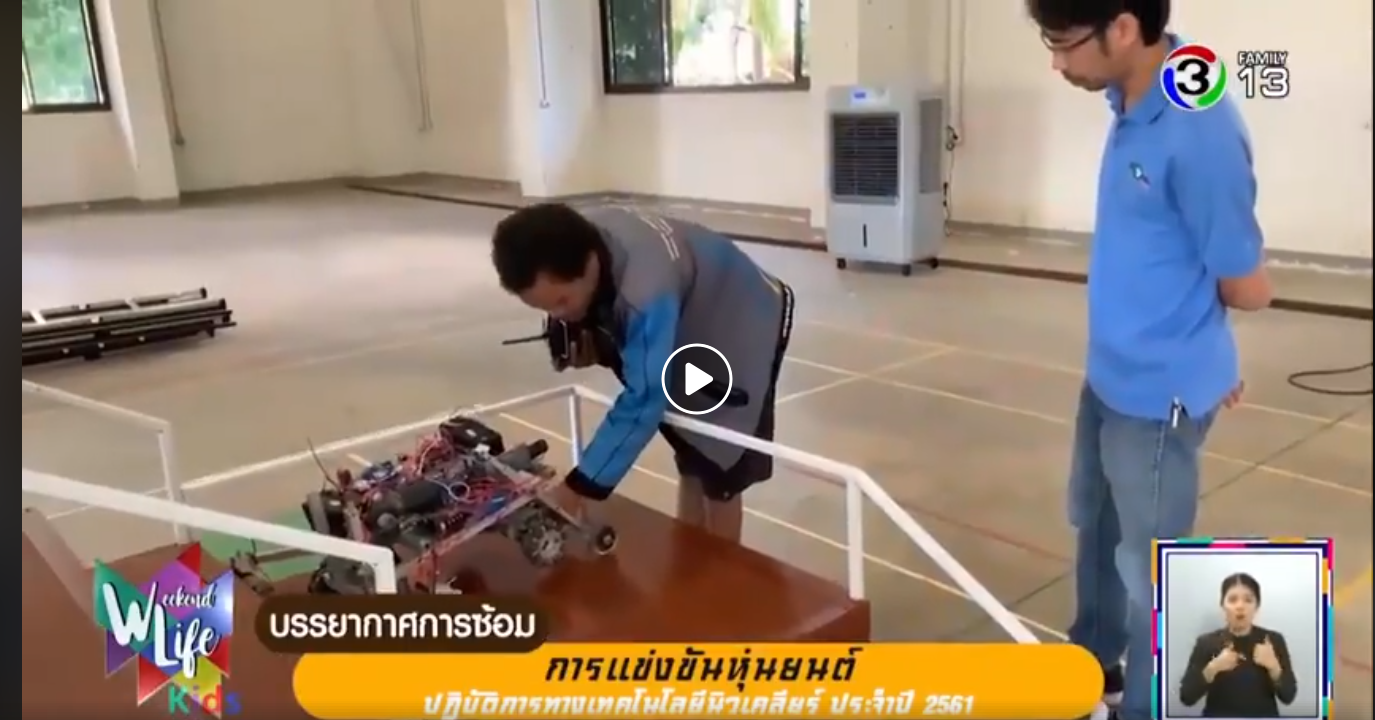 3
FAMILY
13
Weekend
Life
Kids
บรรยากาศการซ้อม
การแข่งขันหุ่นยนต์
ปฏิบัติการทางเทคโนโลยีนิวเคลียร์ ประจำปี 2561